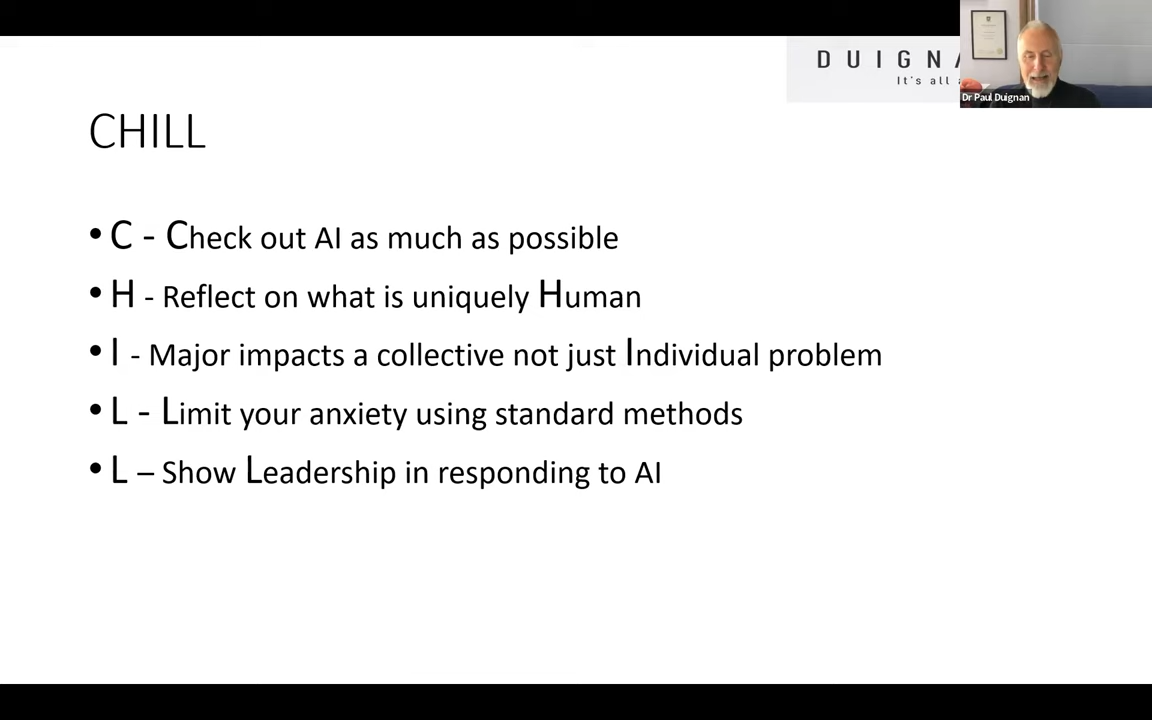 DUIGN
It's all
Dr Paul Duignan
CHILL
• C - Check out AI as much as possible
• H - Reflect on what is uniquely Human
• I - Major impacts a collective not just Individual problem
• L - Limit your anxiety using standard methods
• L – Show Leadership in responding to AI